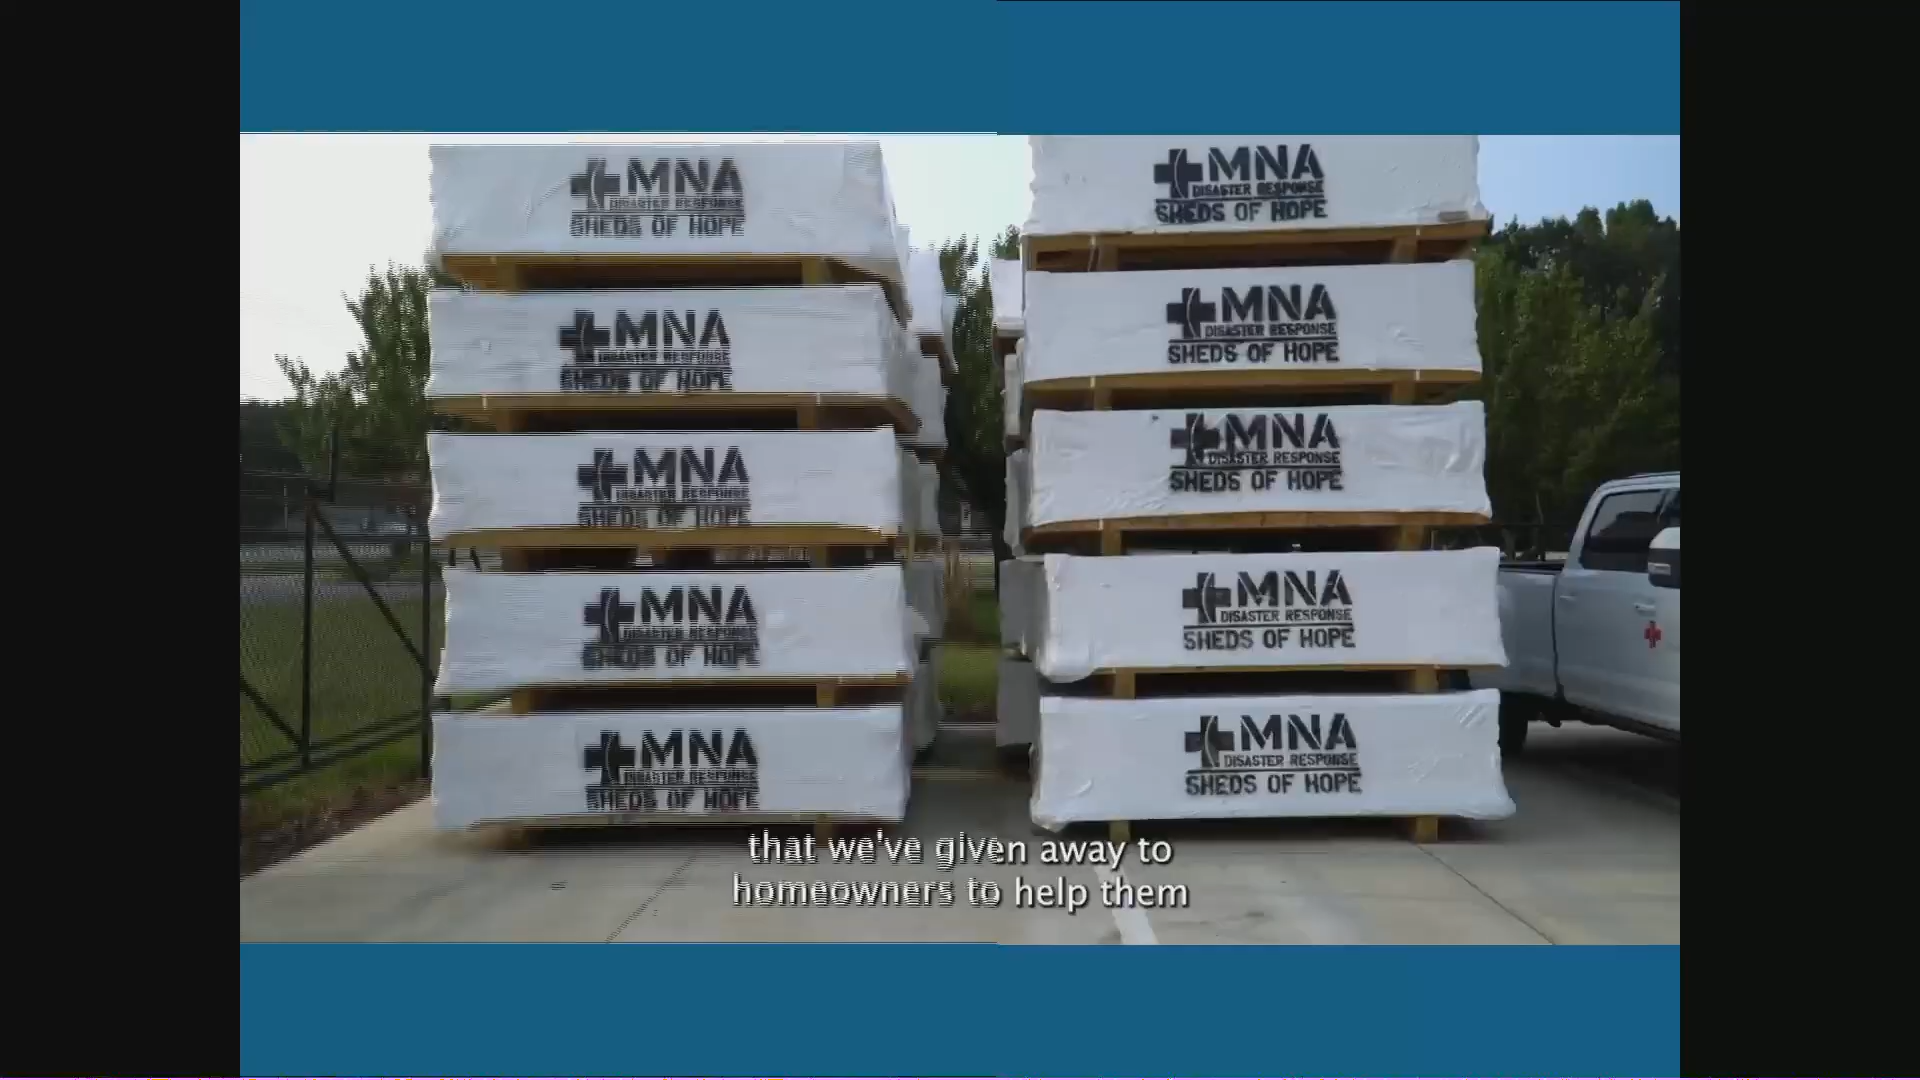 MNA
DISASTER RESPONSE
SHEDS OF HOPE
MNA
DISASTER RESPONSE
SHEDS OF HOPE
MNA
DISASTER RESPONSE
SHEDS OF HOPE
MNA
DISASTER RESPONSE
SHEDS OF HOPE
MNA
DISASTER RESPONSE
SHEDS OF HOPE
MNA
DISASTER RESPONSE
SHEDS OF HOPE
MNA
DISASTER RESPONSE
SHEDS OF HOPE
MNA
DISASTER RESPONSE
SHEDS OF HOPE
MNA
DISASTER RESPONSE
SHEDS OF HOPE
MNA
DISASTER RESPONSE
SHEDS OF HOPE
that we've given away to
homeowners to help them